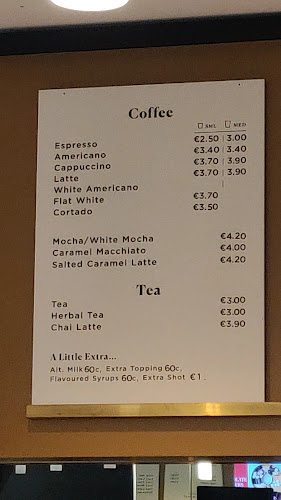 Coffee
SML MED
Espresso €2.50 | 3.00
Americano €3.40 | 3.40
Cappuccino €3.70 | 3.90
Latte €3.70 | 3.90
White Americano |
Flat White €3.70
Cortado €3.50
Mocha/White Mocha €4.20
Caramel Macchiato €4.00
Salted Caramel Latte €4.20
Tea
Tea €3.00
Herbal Tea €3.00
Chai Latte €3.90
A Little Extra...
Alt. Milk 60c, Extra Topping 60c,
Flavoured Syrups 60c, Extra Shot €1